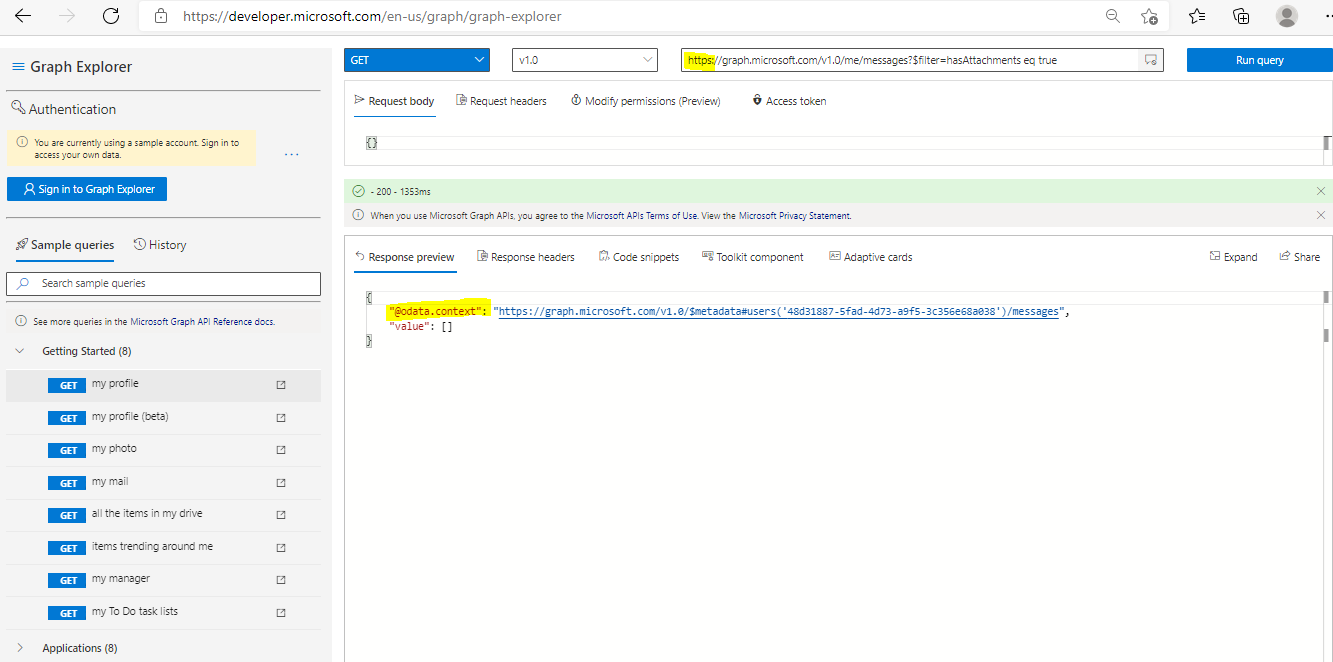 https://developer.microsoft.com/en-us/graph/graph-explorer
Graph Explorer
Authentication
You are currently using a sample account. Sign in to
access your own data.
...
Sign in to Graph Explorer
Sample queries History
Search sample queries
See more queries in the Microsoft Graph API Reference docs.
Getting Started (8)
GET my profile
GET my profile (beta)
GET my photo
GET my mail
GET all the items in my drive
GET items trending around me
GET my manager
GET my To Do task lists
Applications (8)
GET v1.0 https://graph.microsoft.com/v1.0/me/messages?$filter=hasAttachments eq true Run query
Request body Request headers Modify permissions (Preview) Access token
{}
- 200 - 1353ms
When you use Microsoft Graph APIs, you agree to the Microsoft APIs Terms of Use. View the Microsoft Privacy Statement.
Response preview Response headers Code snippets Toolkit component Adaptive cards Expand Share
{
"@odata.context": "https://graph.microsoft.com/v1.0/$metadata#users('48d31887-5fad-4d73-a9f5-3c356e68a038')/messages",
"value": []
}